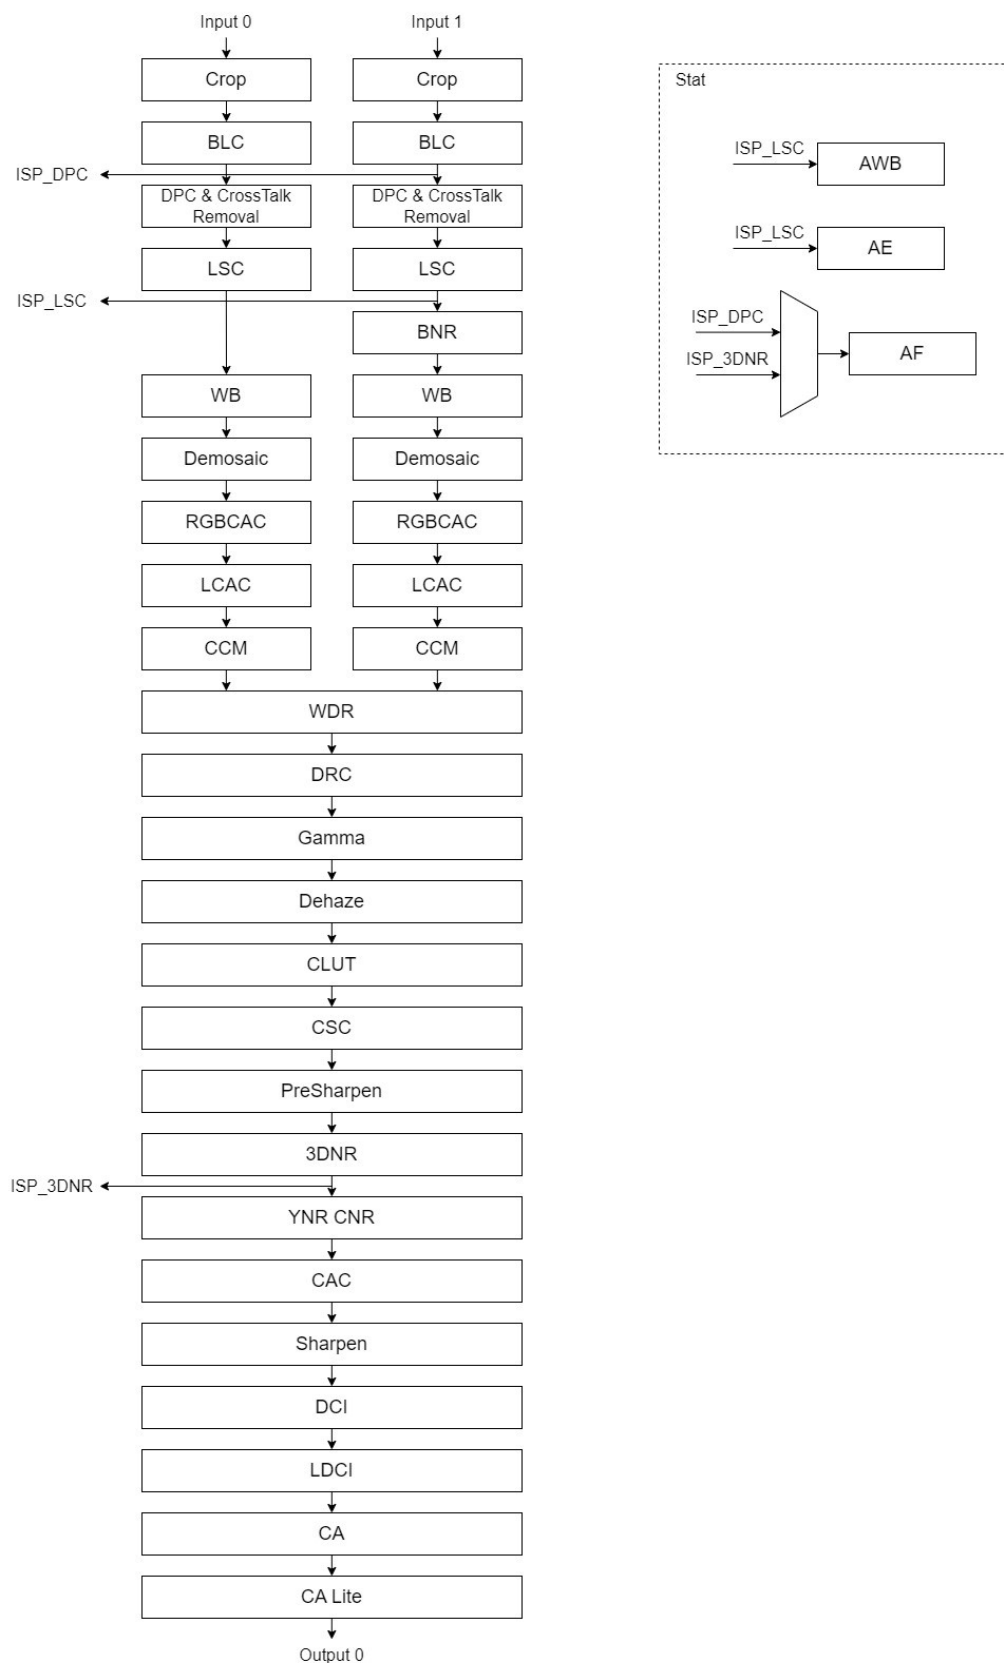 Input 0
Input 1
Crop
Crop
BLC
BLC
ISP_DPC
DPC & CrossTalk
Removal
DPC & CrossTalk
Removal
LSC
LSC
ISP_LSC
BNR
WB
WB
Demosaic
Demosaic
RGBCAC
RGBCAC
LCAC
LCAC
CCM
CCM
WDR
DRC
Gamma
Dehaze
CLUT
CSC
PreSharpen
3DNR
ISP_3DNR
YNR CNR
CAC
Sharpen
DCI
LDCI
CA
CA Lite
Output 0
Stat
ISP_LSC
AWB
ISP_LSC
AE
ISP_DPC
ISP_3DNR
AF